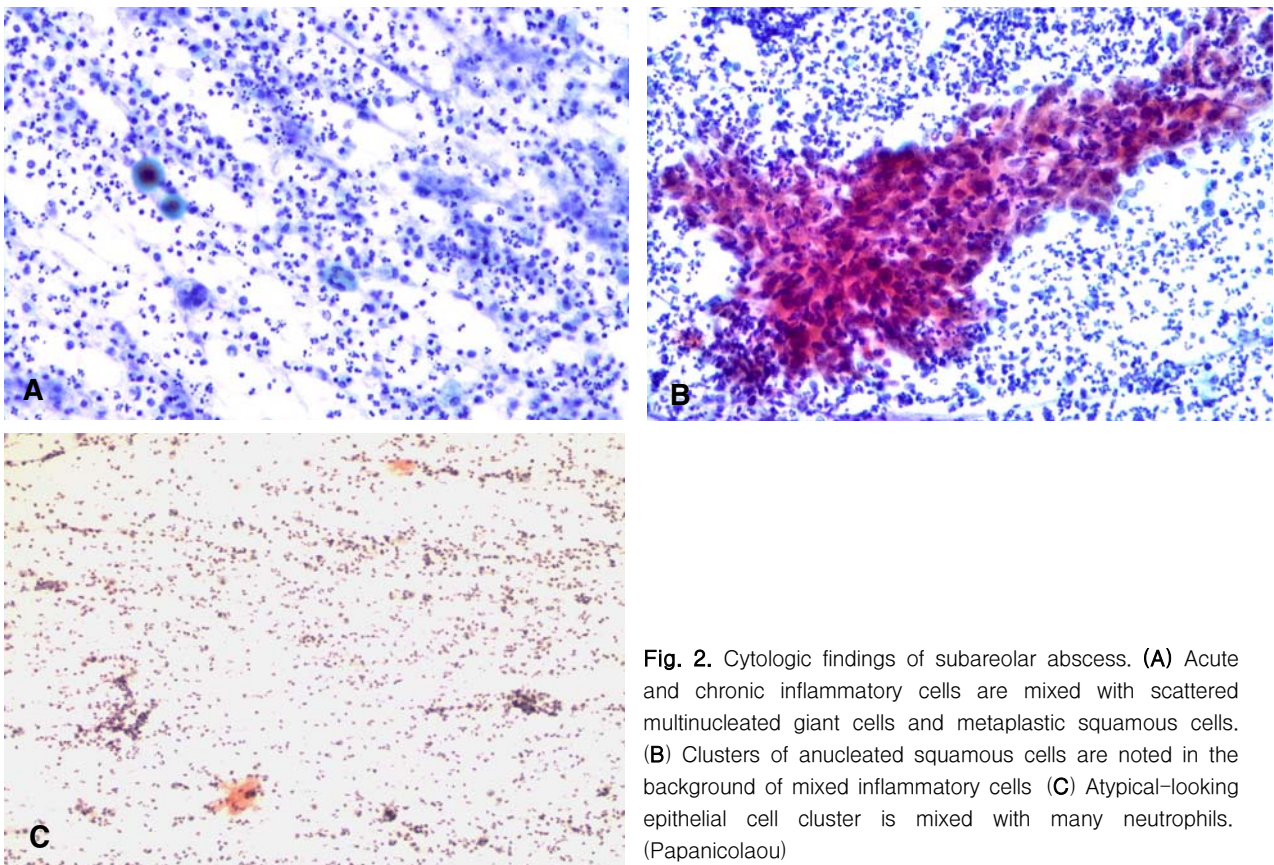 A
B
C
Fig. 2. Cytologic findings of subareolar abscess. (A) Acute
and chronic inflammatory cells are mixed with scattered
multinucleated giant cells and metaplastic squamous cells.
(B) Clusters of anucleated squamous cells are noted in the
background of mixed inflammatory cells (C) Atypical-looking
epithelial cell cluster is mixed with many neutrophils.
(Papanicolaou)